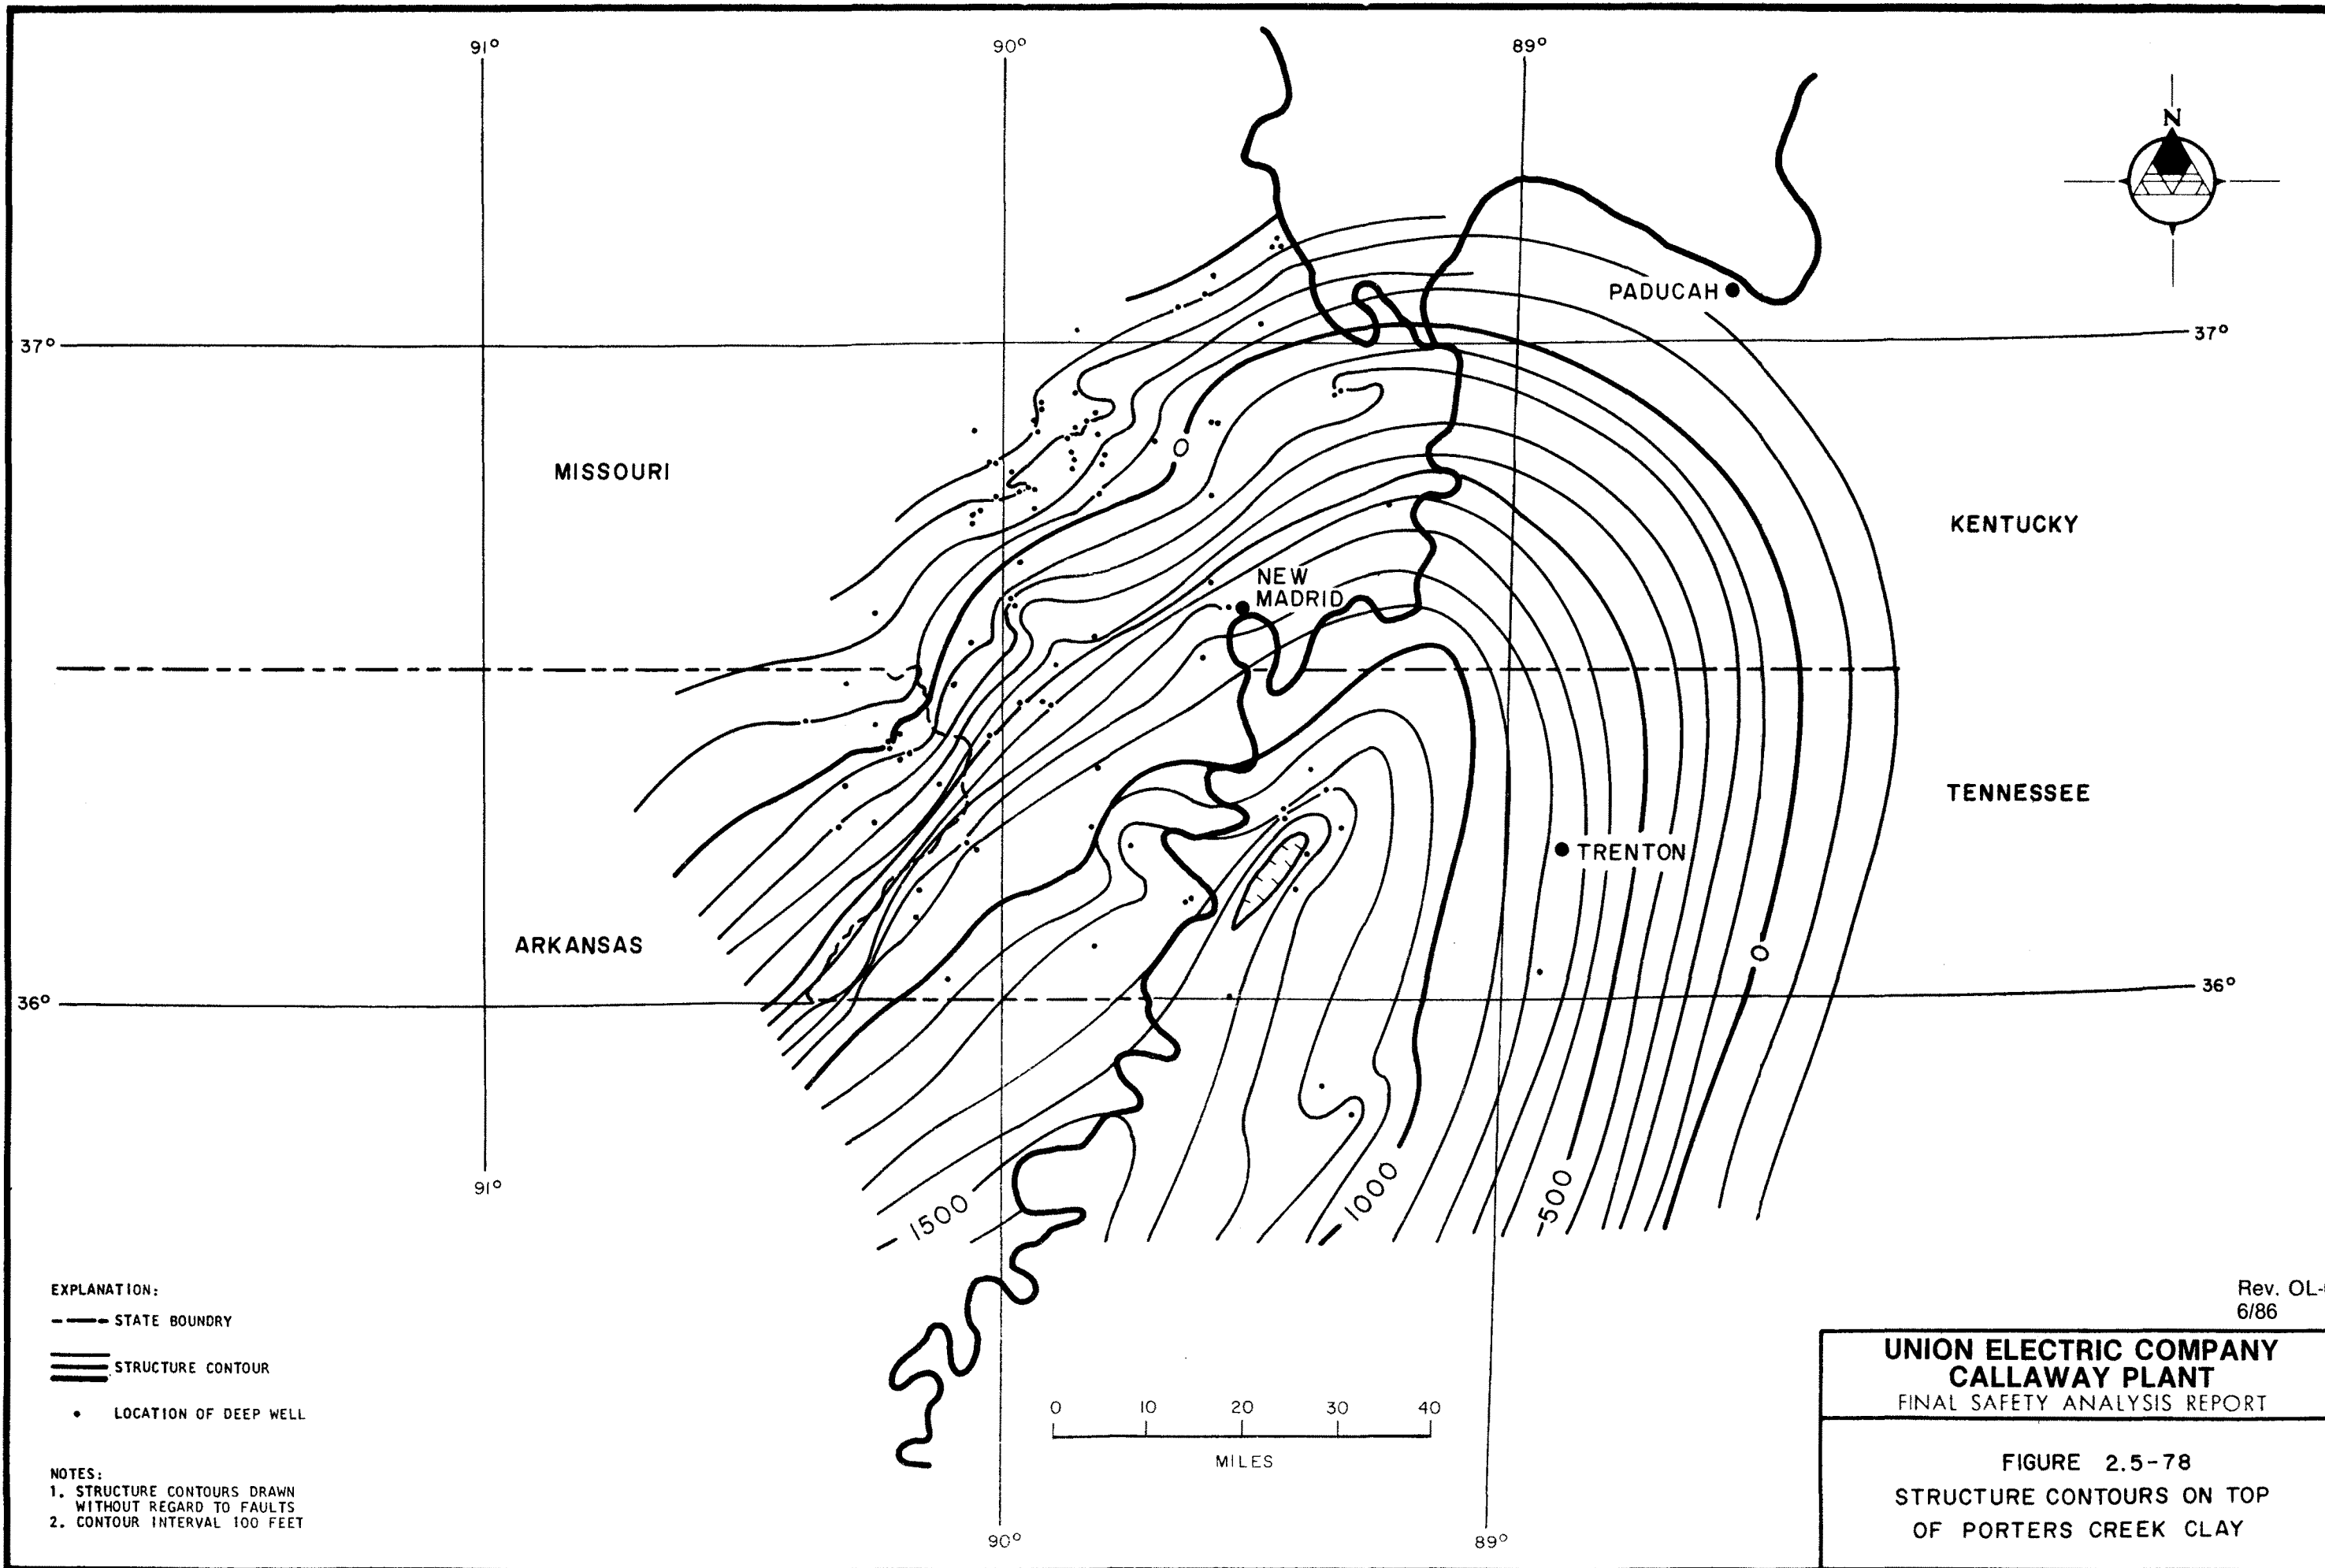 91° 90° 89°
N
PADUCAH
37° 37°
0
MISSOURI
KENTUCKY
NEW
MADRID
TENNESSEE
TRENTON
ARKANSAS
0
36° 36°
91°
1500
1000
-500
EXPLANATION:
STATE BOUNDRY
STRUCTURE CONTOUR
LOCATION OF DEEP WELL
NOTES:
1. STRUCTURE CONTOURS DRAWN
WITHOUT REGARD TO FAULTS
2. CONTOUR INTERVAL 100 FEET
0 10 20 30 40
MILES
90° 89°
Rev. OL-
6/86
UNION ELECTRIC COMPANY
CALLAWAY PLANT
FINAL SAFETY ANALYSIS REPORT
FIGURE 2.5-78
STRUCTURE CONTOURS ON TOP
OF PORTERS CREEK CLAY